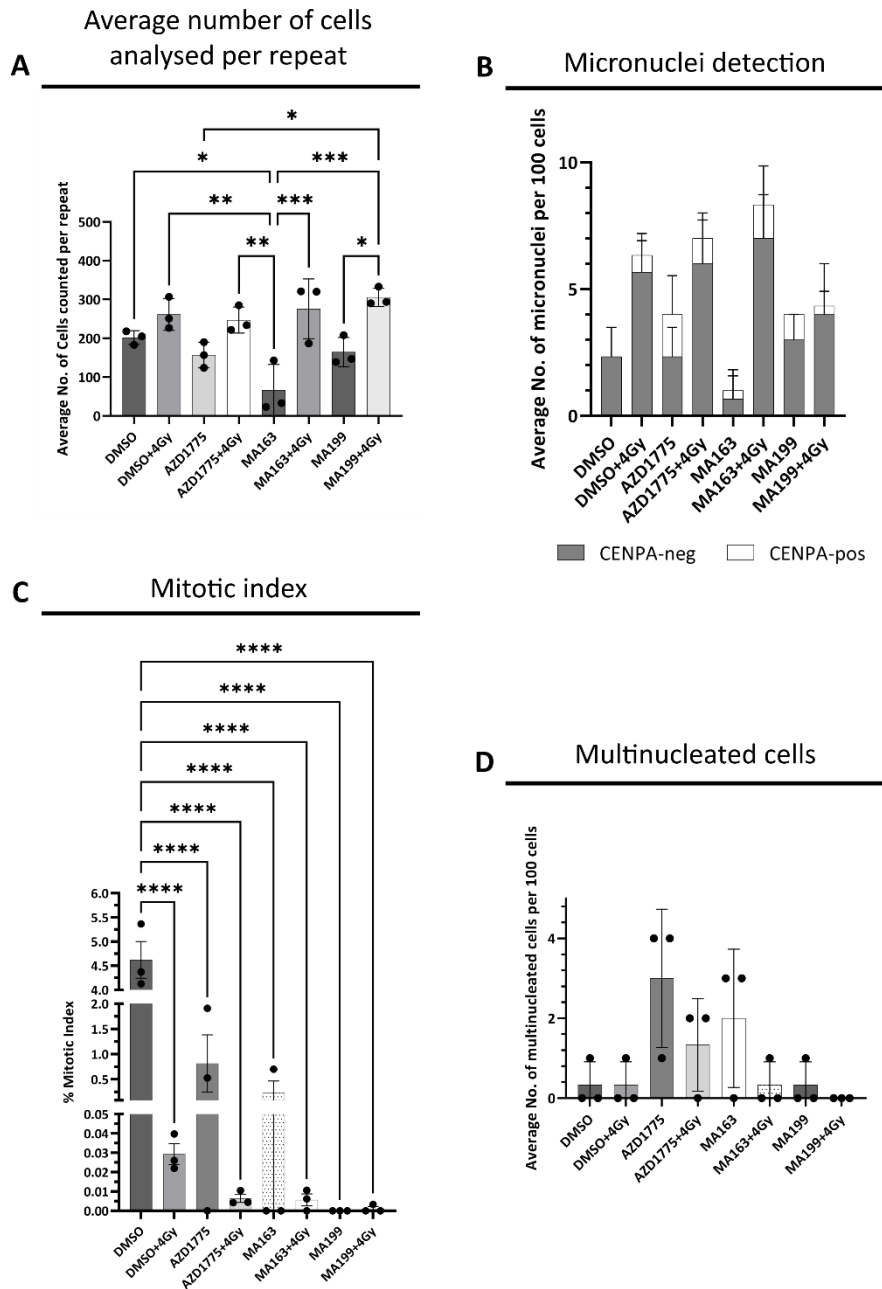 A
Average number of cells
analysed per repeat
*
*
***
**
***
**
*
Average No. of Cells counted per repeat
500
400
300
200
100
0
DMSO
DMSO+4Gy
AZD1775
AZD1775+4Gy
MA163
MA163+4Gy
MA199
MA199+4Gy
B
Micronuclei detection
Average No. of micronuclei per 100 cells
10
5
0
DMSO
DMSO+4Gy
AZD1775
AZD1775+4Gy
MA163
MA163+4Gy
MA199
MA199+4Gy
CENPA-neg
CENPA-pos
C
Mitotic index
****
****
****
****
****
****
****
% Mitotic Index
6.0
5.5
5.0
4.5
4.0
2.0
1.5
1.0
0.5
0.05
0.04
0.03
0.02
0.01
0.00
DMSO
DMSO+4Gy
AZD1775
AZD1775+4Gy
MA163
MA163+4Gy
MA199
MA199+4Gy
D
Multinucleated cells
Average No. of multinucleated cells per 100 cells
4
2
0
DMSO
DMSO+4Gy
AZD1775
AZD1775+4Gy
MA163
MA163+4Gy
MA199
MA199+4Gy